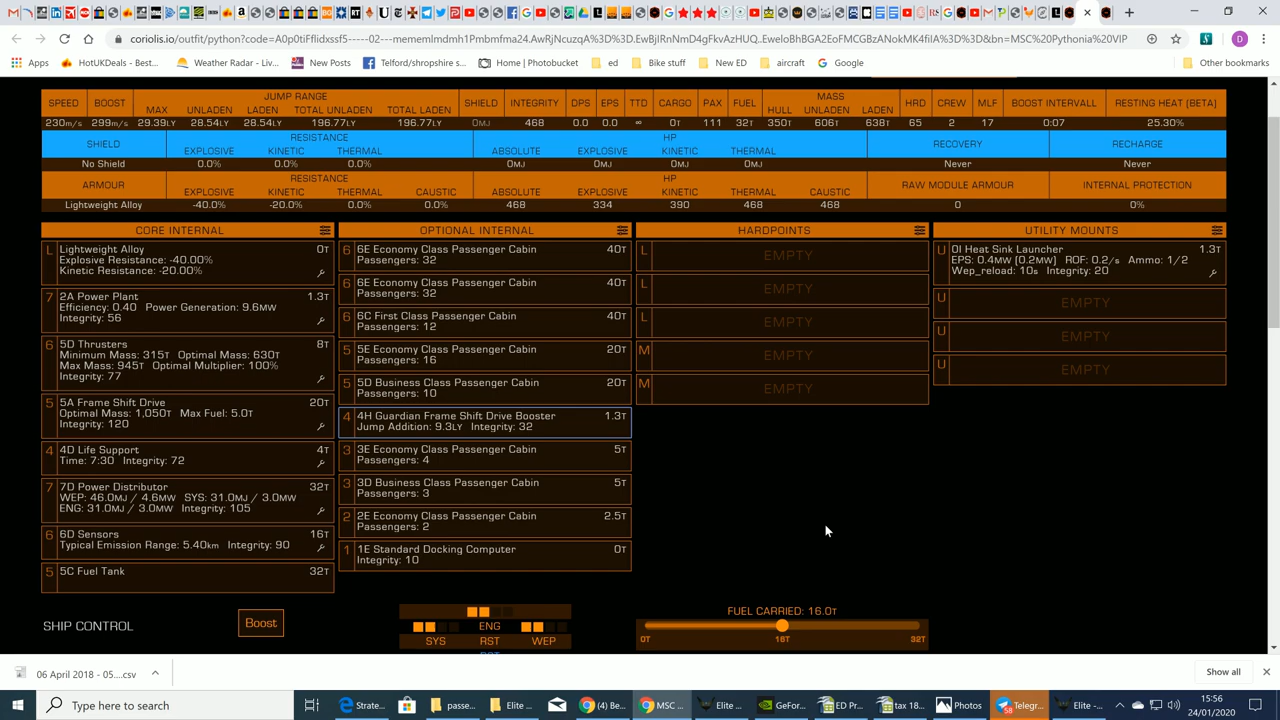 coriolis.io/outfit/python?code=A0p0tiFfIidxssf5-----02---mememlmdmh1Pmbmfma24.AwRjNcuzqA%3D%3D.EwBjIRnNmD4gFkvAzHUQ..EweIoBhBGA2EoFMCGBzANokMK4fiIA%3D%3D&bn=MSC%20Pythonia%20VIP
Apps
HotUKDeals - Best...
Weather Radar - Liv...
New Posts
Telford/shropshire s...
Home | Photobucket
ed
Bike stuff
New ED
aircraft
Google
Other bookmarks
SPEED BOOST JUMP RANGE SHIELD INTEGRITY DPS EPS TTD CARGO PAX FUEL MASS HRD CREW MLF BOOST INTERVALL RESTING HEAT (BETA)
MAX UNLADEN LADEN TOTAL UNLADEN TOTAL LADEN HULL UNLADEN LADEN
230m/s 299m/s 29.39LY 28.54LY 28.54LY 196.77LY 196.77LY 0MJ 468 0.0 0.0 ∞ 0T 111 32T 350T 606T 638T 65 2 17 0:07 25.30%
SHIELD RESISTANCE HP RECOVERY RECHARGE
EXPLOSIVE KINETIC THERMAL ABSOLUTE EXPLOSIVE KINETIC THERMAL
No Shield 0.0% 0.0% 0.0% 0MJ 0MJ 0MJ 0MJ Never Never
ARMOUR RESISTANCE HP RAW MODULE ARMOUR INTERNAL PROTECTION
EXPLOSIVE KINETIC THERMAL CAUSTIC ABSOLUTE EXPLOSIVE KINETIC THERMAL CAUSTIC
Lightweight Alloy -40.0% -20.0% 0.0% 0.0% 468 334 390 468 468 0 0%
CORE INTERNAL
L Lightweight Alloy 0T
Explosive Resistance: -40.00%
Kinetic Resistance: -20.00%
7 2A Power Plant 1.3T
Efficiency: 0.40 Power Generation: 9.6MW
Integrity: 56
6 5D Thrusters 8T
Minimum Mass: 315T Optimal Mass: 630T
Max Mass: 945T Optimal Multiplier: 100%
Integrity: 77
5 5A Frame Shift Drive 20T
Optimal Mass: 1,050T Max Fuel: 5.0T
Integrity: 120
4 4D Life Support 4T
Time: 7:30 Integrity: 72
7 7D Power Distributor 32T
WEP: 46.0MJ / 4.6MW SYS: 31.0MJ / 3.0MW
ENG: 31.0MJ / 3.0MW Integrity: 105
6 6D Sensors 16T
Typical Emission Range: 5.40km Integrity: 90
5 5C Fuel Tank 32T
OPTIONAL INTERNAL
6 6E Economy Class Passenger Cabin 40T
Passengers: 32
6 6E Economy Class Passenger Cabin 40T
Passengers: 32
6 6C First Class Passenger Cabin 40T
Passengers: 12
5 5E Economy Class Passenger Cabin 20T
Passengers: 16
5 5D Business Class Passenger Cabin 20T
Passengers: 10
4 4H Guardian Frame Shift Drive Booster 1.3T
Jump Addition: 9.3LY Integrity: 32
3 3E Economy Class Passenger Cabin 5T
Passengers: 4
3 3D Business Class Passenger Cabin 5T
Passengers: 3
2 2E Economy Class Passenger Cabin 2.5T
Passengers: 2
1 1E Standard Docking Computer 0T
Integrity: 10
HARDPOINTS
L EMPTY
L EMPTY
L EMPTY
M EMPTY
M EMPTY
UTILITY MOUNTS
U 0I Heat Sink Launcher 1.3T
EPS: 0.4MW [0.2MW] ROF: 0.2/s Ammo: 1/2
Wep_reload: 10s Integrity: 20
U EMPTY
U EMPTY
U EMPTY
SHIP CONTROL
Boost
ENG
SYS RST WEP
FUEL CARRIED: 16.0T
0T 16T 32T
06 April 2018 - 05....csv
Show all
Type here to search
Strate...
passe...
Elite ...
(4) Be...
MSC ...
Elite ...
GeFor...
ED Pr...
tax 18...
Photos
Telegr...
Elite -...
15:56
24/01/2020